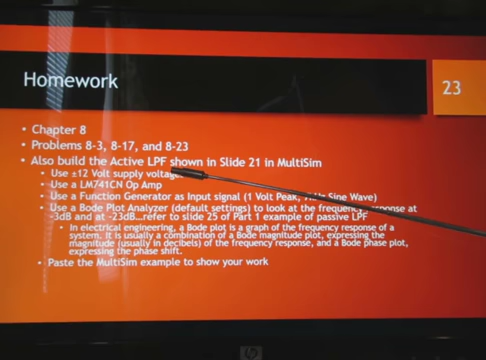 Homework
23
Chapter 8
Problems 8-3, 8-17, and 8-23
Also build the Active LPF shown in Slide 21 in MultiSim
Use ±12 Volt supply voltage
Use a LM741CN Op Amp
Use a Function Generator as Input signal (1 Volt Peak, Sine Wave)
Use a Bode Plot Analyzer (default settings) to look at the frequency response at
-3dB and at -23dB...refer to slide 25 of Part 1 example of passive LPF
In electrical engineering, a Bode plot is a graph of the frequency response of a
system. It is usually a combination of a Bode magnitude plot, expressing the
magnitude (usually in decibels) of the frequency response, and a Bode phase plot,
expressing the phase shift.
Paste the MultiSim example to show your work
hp